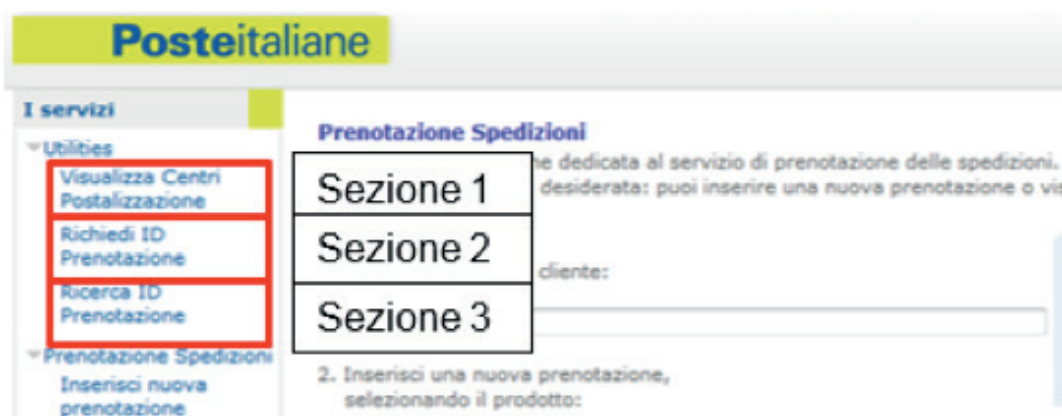 Posteitaliane
I servizi
Utilities
Visualizza Centri
Postalizzazione
Richiedi ID
Prenotazione
Ricerca ID
Prenotazione
Prenotazione Spedizioni
Inserisci nuova
prenotazione
Sezione 1
Sezione 2
Sezione 3
Prenotazione Spedizioni
dedicata al servizio di prenotazione delle spedizioni.
desiderata: puoi inserire una nuova prenotazione o
cliente:
2. Inserisci una nuova prenotazione,
selezionando il prodotto: